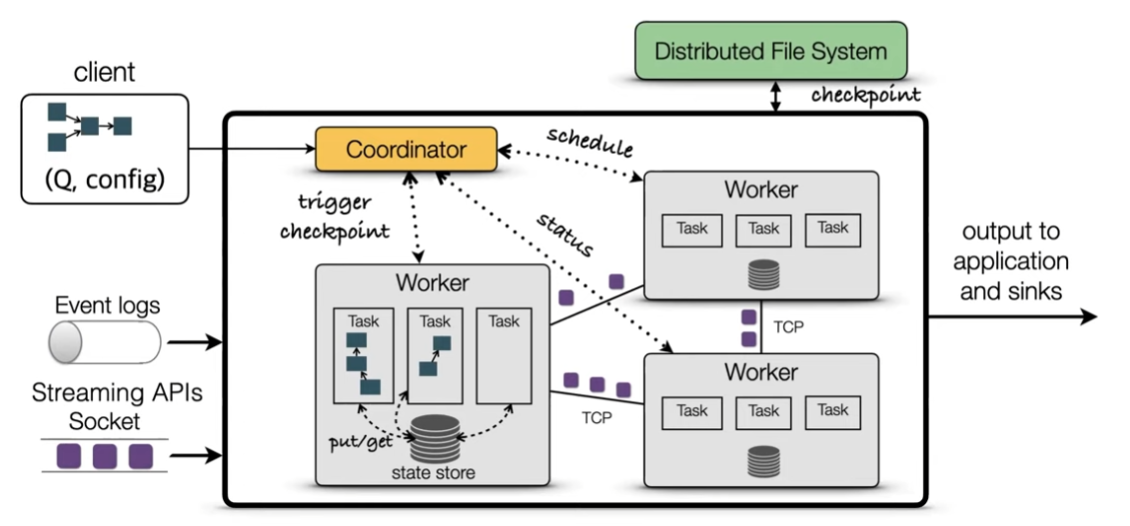 Distributed File System
checkpoint
client
(Q, config)
Coordinator
schedule
trigger
checkpoint
status
Worker
Task
Task
Task
Worker
Task
Task
Task
put/get
state store
Event logs
Streaming APIs
Socket
TCP
TCP
Worker
Task
Task
Task
output to
application
and sinks